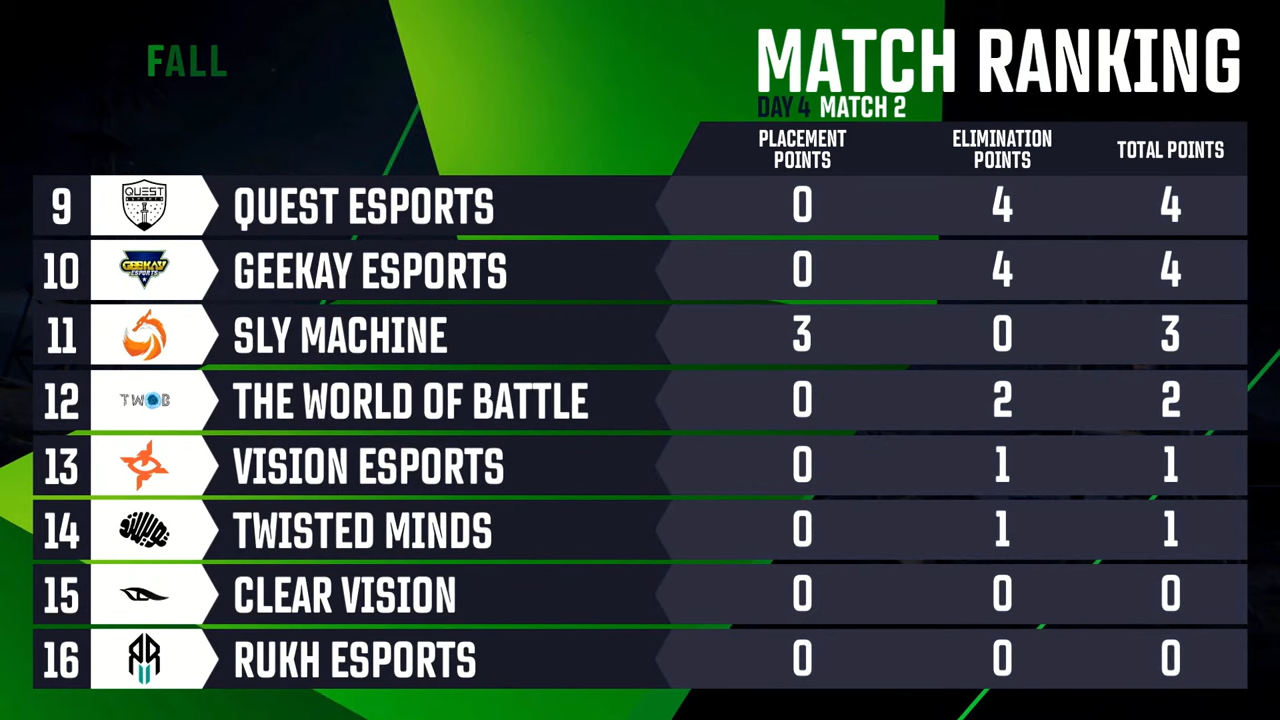 FALL
MATCH RANKING
DAY 4 MATCH 2
PLACEMENT POINTS ELIMINATION POINTS TOTAL POINTS
9 QUEST ESPORTS QUEST ESPORTS 0 4 4
10 GEEKAY ESPORTS GEEKAY ESPORTS 0 4 4
11 SLY MACHINE 3 0 3
12 TWOB THE WORLD OF BATTLE 0 2 2
13 VISION ESPORTS 0 1 1
14 TWISTED MINDS 0 1 1
15 CLEAR VISION 0 0 0
16 RUKH ESPORTS 0 0 0